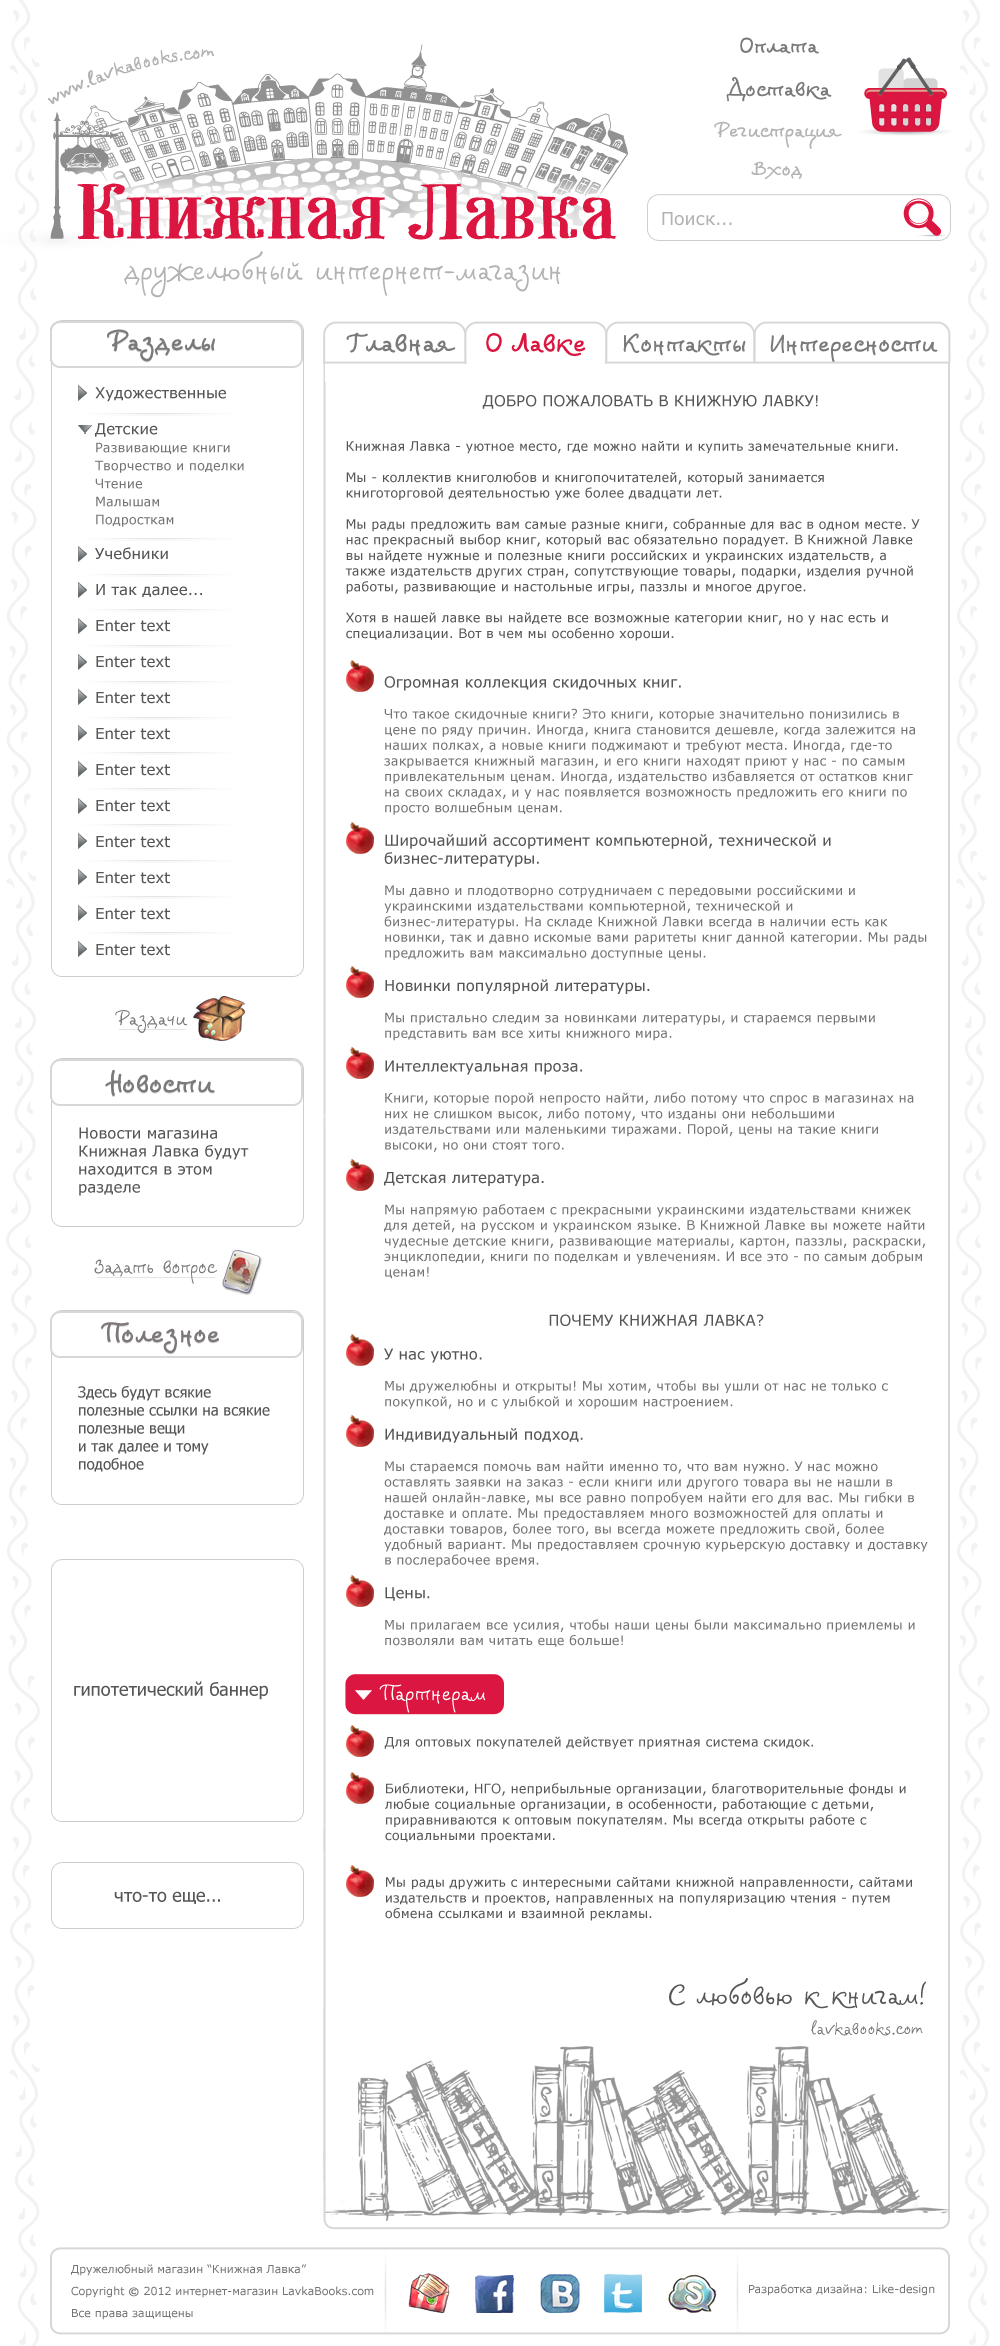 www.lavkabooks.com
Оплата
Доставка
Регистрация
Вход
Книжная Лавка
Поиск...
дружелюбный интернет-магазин
Разделы
Художественные
Детские
Развивающие книги
Творчество и поделки
Чтение
Малышам
Подросткам
Учебники
И так далее...
Enter text
Enter text
Enter text
Enter text
Enter text
Enter text
Enter text
Enter text
Enter text
Enter text
Раздачи
Новости
Новости магазина
Книжная Лавка будут
находится в этом
разделе
Задать вопрос
Полезное
Здесь будут всякие
полезные ссылки на всякие
полезные вещи
и так далее и тому
подобное
гипотетический баннер
что-то еще...
Главная
О Лавке
Контакты
Интересности
ДОБРО ПОЖАЛОВАТЬ В КНИЖНУЮ ЛАВКУ!
Книжная Лавка - уютное место, где можно найти и купить замечательные книги.
Мы - коллектив книголюбов и книгопочитателей, который занимается
книготорговой деятельностью уже более двадцати лет.
Мы рады предложить вам самые разные книги, собранные для вас в одном месте. У
нас прекрасный выбор книг, который вас обязательно порадует. В Книжной Лавке
вы найдете нужные и полезные книги российских и украинских издательств, а
также издательств других стран, сопутствующие товары, подарки, изделия ручной
работы, развивающие и настольные игры, паззлы и многое другое.
Хотя в нашей лавке вы найдете все возможные категории книг, но у нас есть и
специализации. Вот в чем мы особенно хороши.
Огромная коллекция скидочных книг.
Что такое скидочные книги? Это книги, которые значительно понизились в
цене по ряду причин. Иногда, книга становится дешевле, когда залежится на
наших полках, а новые книги поджимают и требуют места. Иногда, где-то
закрывается книжный магазин, и его книги находят приют у нас - по самым
привлекательным ценам. Иногда, издательство избавляется от остатков книг
на своих складах, и у нас появляется возможность предложить его книги по
просто волшебным ценам.
Широчайший ассортимент компьютерной, технической и
бизнес-литературы.
Мы давно и плодотворно сотрудничаем с передовыми российскими и
украинскими издательствами компьютерной, технической и
бизнес-литературы. На складе Книжной Лавки всегда в наличии есть как
новинки, так и давно искомые вами раритеты книг данной категории. Мы рады
предложить вам максимально доступные цены.
Новинки популярной литературы.
Мы пристально следим за новинками литературы, и стараемся первыми
представить вам все хиты книжного мира.
Интеллектуальная проза.
Книги, которые порой непросто найти, либо потому что спрос в магазинах на
них не слишком высок, либо потому, что изданы они небольшими
издательствами или маленькими тиражами. Порой, цены на такие книги
высоки, но они стоят того.
Детская литература.
Мы напрямую работаем с прекрасными украинскими издательствами книжек
для детей, на русском и украинском языке. В Книжной Лавке вы можете найти
чудесные детские книги, развивающие материалы, картон, паззлы, раскраски,
энциклопедии, книги по поделкам и увлечениям. И все это - по самым добрым
ценам!
ПОЧЕМУ КНИЖНАЯ ЛАВКА?
У нас уютно.
Мы дружелюбны и открыты! Мы хотим, чтобы вы ушли от нас не только с
покупкой, но и с улыбкой и хорошим настроением.
Индивидуальный подход.
Мы стараемся помочь вам найти именно то, что вам нужно. У нас можно
оставлять заявки на заказ - если книги или другого товара вы не нашли в
нашей онлайн-лавке, мы все равно попробуем найти его для вас. Мы гибки в
доставке и оплате. Мы предоставляем много возможностей для оплаты и
доставки товаров, более того, вы всегда можете предложить свой, более
удобный вариант. Мы предоставляем срочную курьерскую доставку и доставку
в послерабочее время.
Цены.
Мы прилагаем все усилия, чтобы наши цены были максимально приемлемы и
позволяли вам читать еще больше!
Партнерам
Для оптовых покупателей действует приятная система скидок.
Библиотеки, НГО, неприбыльные организации, благотворительные фонды и
любые социальные организации, в особенности, работающие с детьми,
приравниваются к оптовым покупателям. Мы всегда открыты работе с
социальными проектами.
Мы рады дружить с интересными сайтами книжной направленности, сайтами
издательств и проектов, направленных на популяризацию чтения - путем
обмена ссылками и взаимной рекламы.
С любовью к книгам!
lavkabooks.com
Дружелюбный магазин “Книжная Лавка”
Copyright © 2012 интернет-магазин LavkaBooks.com
Все права защищены
Разработка дизайна: Like-design